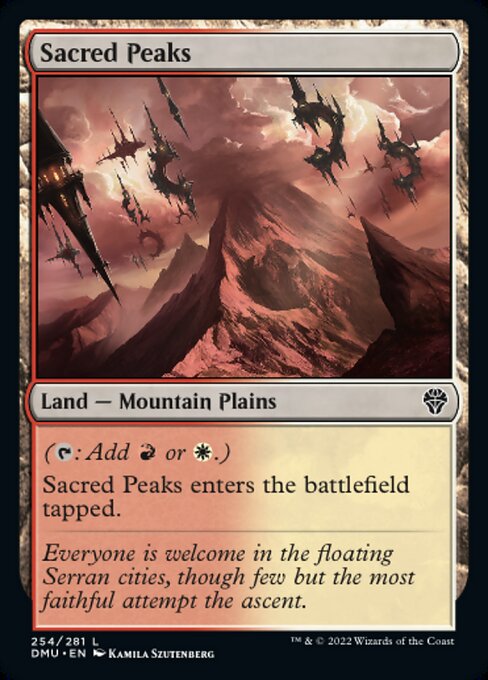 Sacred Peaks
Land — Mountain Plains
(: Add or .)
Sacred Peaks enters the battlefield
tapped.
Everyone is welcome in the floating
Serran cities, though few but the most
faithful attempt the ascent.
254/281 L
DMU • EN Kamila Szutenberg
™ & © 2022 Wizards of the Coast